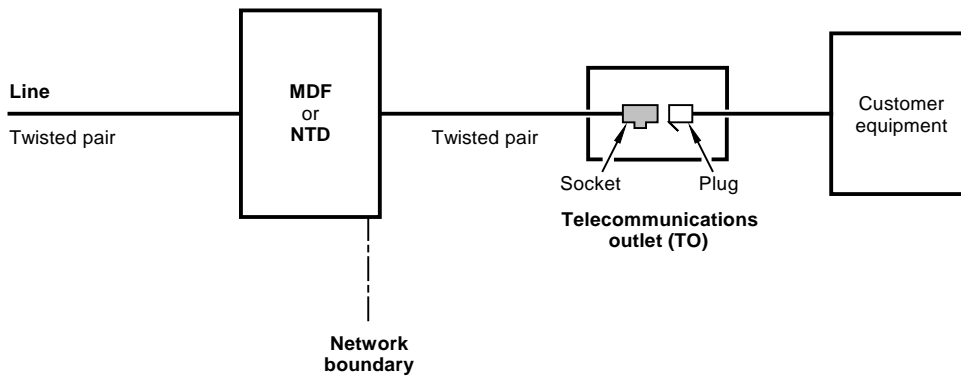 Line
Twisted pair
MDF
or
NTD
Twisted pair
Socket
Plug
Telecommunications
outlet (TO)
Customer
equipment
Network
boundary